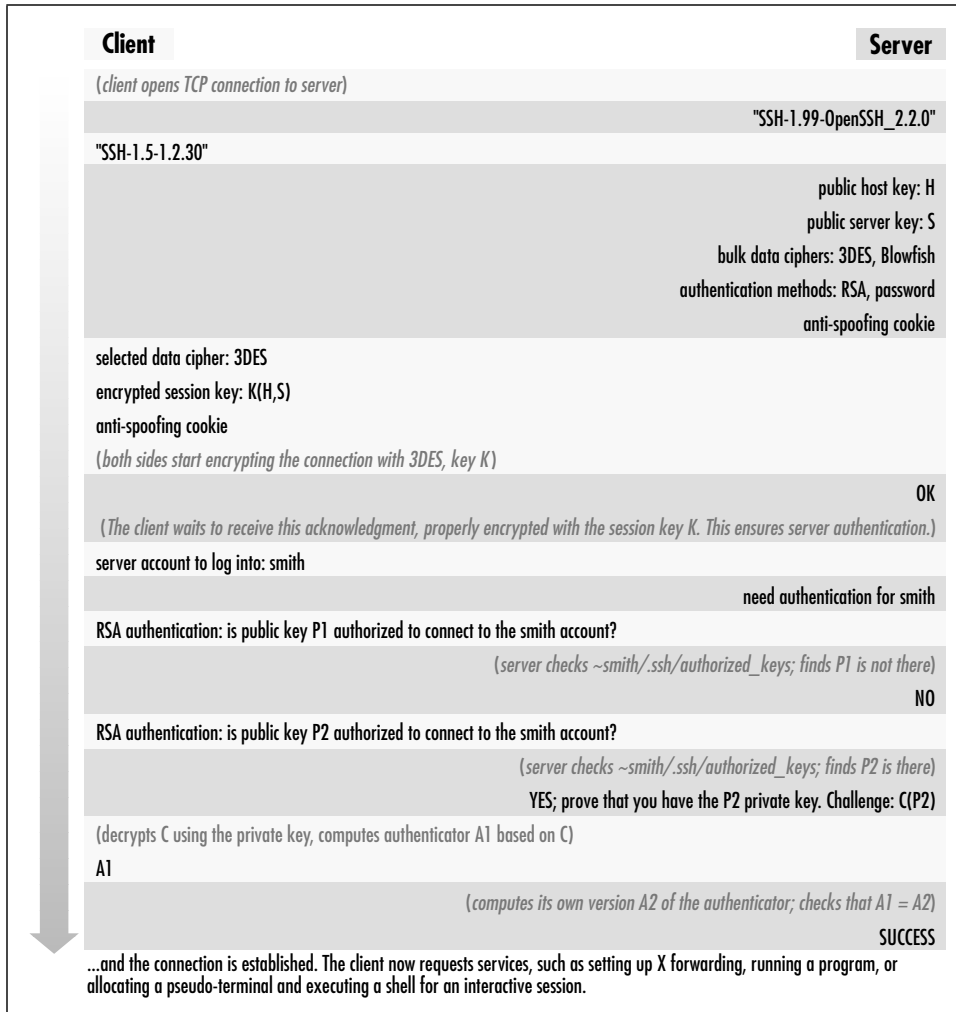 Client
Server
(client opens TCP connection to server)
"SSH-1.99-OpenSSH_2.2.0"
"SSH-1.5-1.2.30"
public host key: H
public server key: S
bulk data ciphers: 3DES, Blowfish
authentication methods: RSA, password
anti-spoofing cookie
selected data cipher: 3DES
encrypted session key: K(H,S)
anti-spoofing cookie
(both sides start encrypting the connection with 3DES, key K)
OK
(The client waits to receive this acknowledgment, properly encrypted with the session key K. This ensures server authentication.)
server account to log into: smith
need authentication for smith
RSA authentication: is public key P1 authorized to connect to the smith account?
(server checks ~smith/.ssh/authorized_keys; finds P1 is not there)
NO
RSA authentication: is public key P2 authorized to connect to the smith account?
(server checks ~smith/.ssh/authorized_keys; finds P2 is there)
YES; prove that you have the P2 private key. Challenge: C(P2)
(decrypts C using the private key, computes authenticator A1 based on C)
A1
(computes its own version A2 of the authenticator; checks that A1 = A2)
SUCCESS
...and the connection is established. The client now requests services, such as setting up X forwarding, running a program, or
allocating a pseudo-terminal and executing a shell for an interactive session.